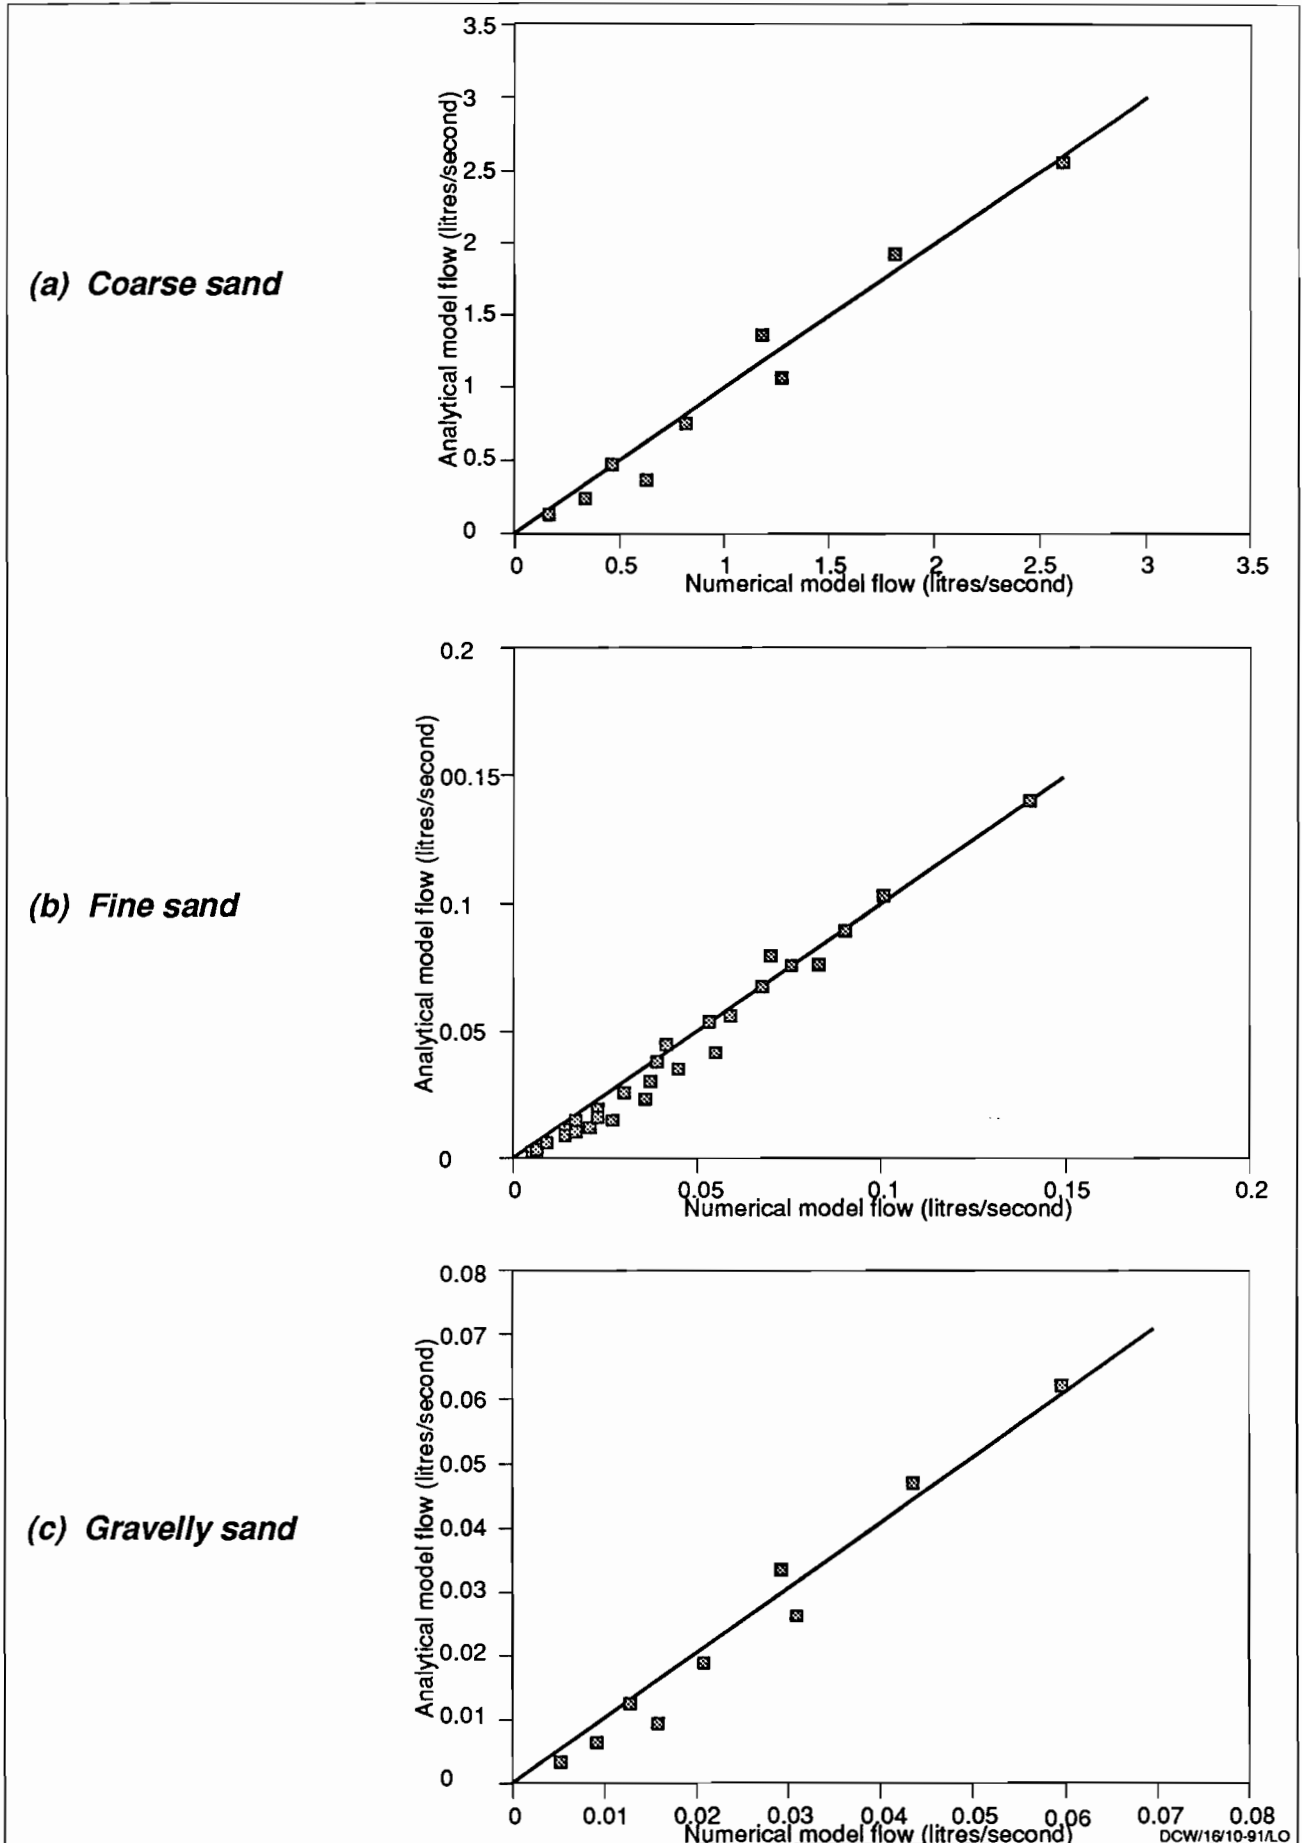 (a) Coarse sand
Analytical model flow (litres/second)
3.5
3
2.5
2
1.5
1
0.5
0
0 0.5 1 1.5 2 2.5 3 3.5
Numerical model flow (litres/second)
(b) Fine sand
Analytical model flow (litres/second)
0.2
00.15
0.1
0.05
0
0 0.05 0.1 0.15 0.2
Numerical model flow (litres/second)
(c) Gravelly sand
Analytical model flow (litres/second)
0.08
0.07
0.06
0.05
0.04
0.03
0.02
0.01
0
0 0.01 0.02 0.03 0.04 0.05 0.06 0.07 0.08
Numerical model flow (litres/second)
DCW/16/10-91/LO